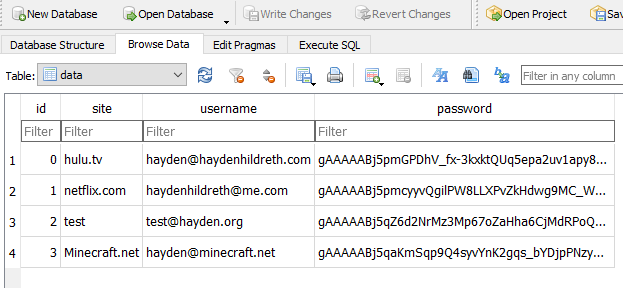 New Database Open Database Write Changes Revert Changes Open Project Sav
Database Structure Browse Data Edit Pragmas Execute SQL
Table: data Filter in any column
id site username password
Filter Filter Filter Filter
1 0 hulu.tv hayden@haydenhildreth.com gAAAAABj5pmGPDhV_fx-3kxktQUq5epa2uv1apy8...
2 1 netflix.com haydenhildreth@me.com gAAAAABj5pmcyyvQgilPW8LLXPvZkHdwg9MC_W...
3 2 test test@hayden.org gAAAAABj5qZ6d2NrMz3Mp67oZaHha6CjMdRPoQ...
4 3 Minecraft.net hayden@minecraft.net gAAAAABj5qaKmSqp9Q4syvYnK2gqs_bYDjpPNzy...